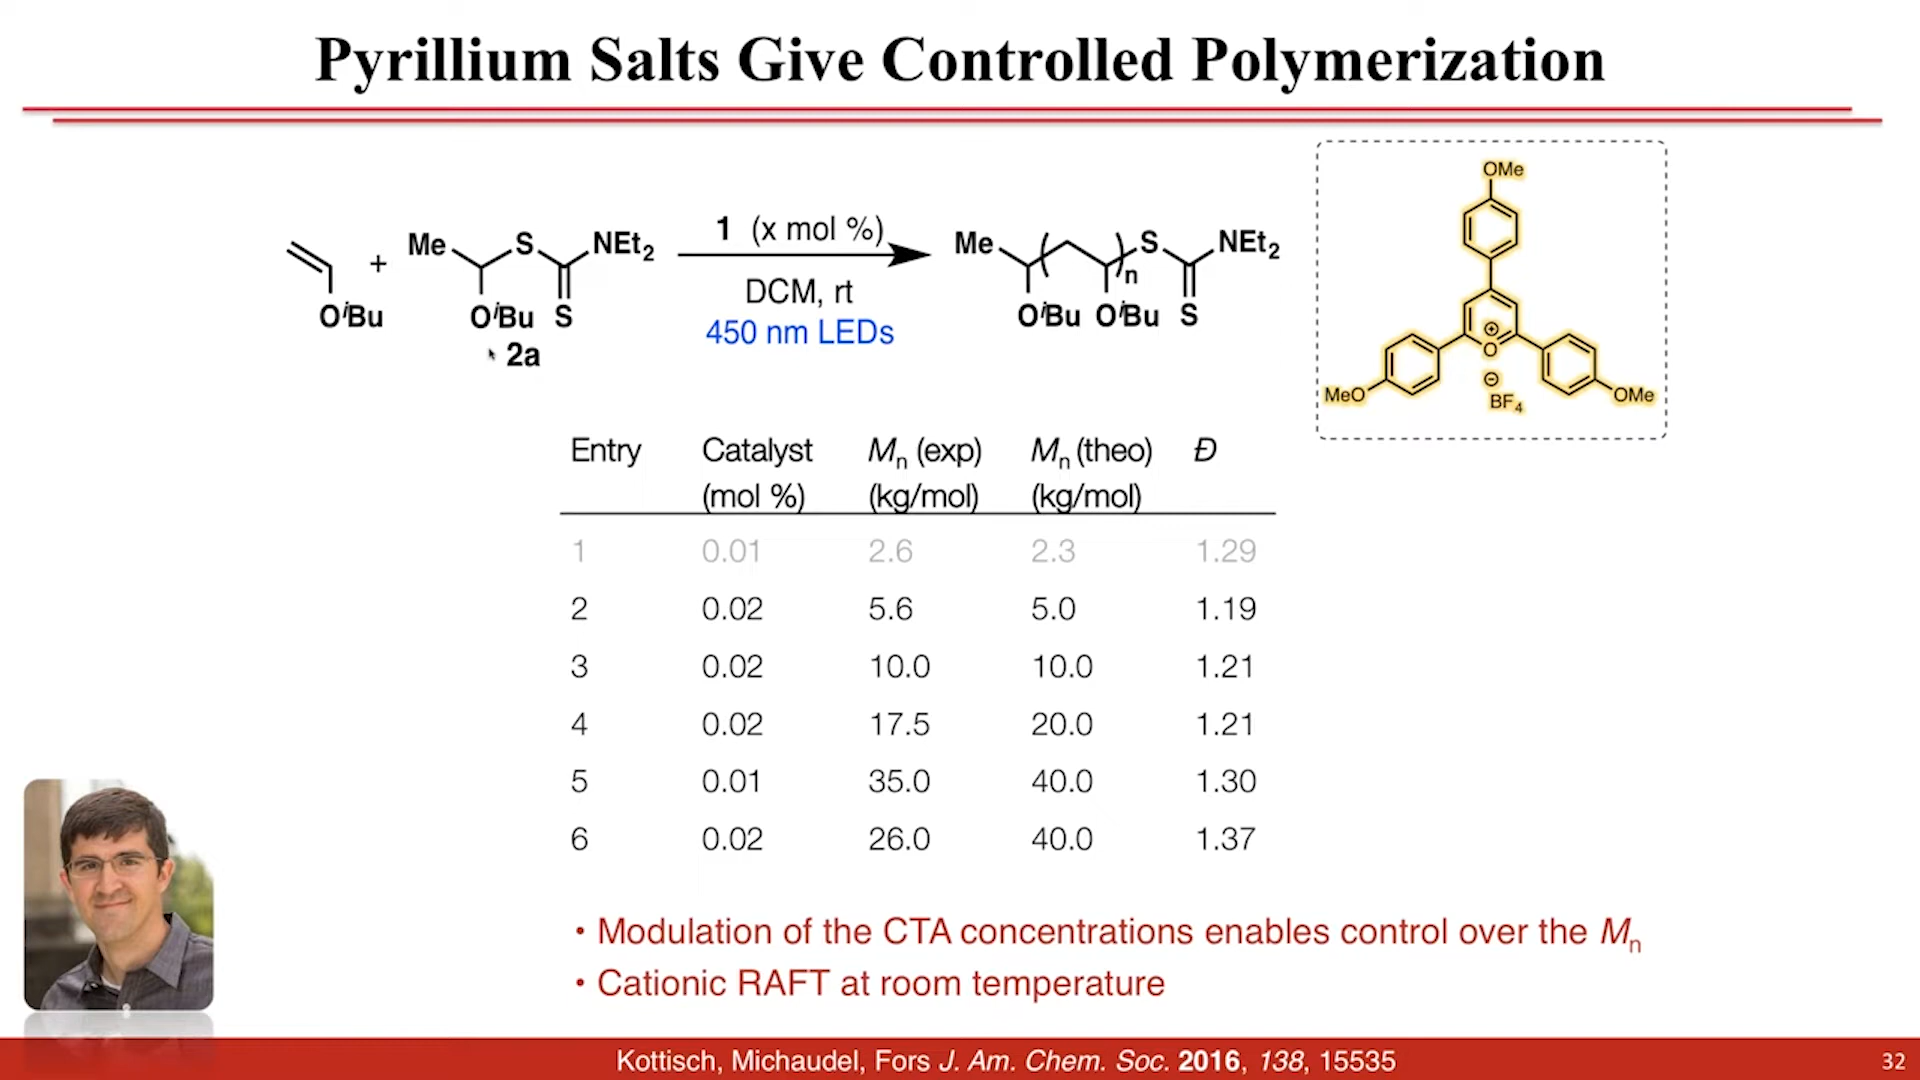 Pyrillium Salts Give Controlled Polymerization
OMe
MeO
OMe
O
⊕
⊖
BF4
OiBu
+
Me
S
NEt2
OiBu
S
2a
1 (x mol %)
DCM, rt
450 nm LEDs
Me
n
S
NEt2
OiBu OiBu S
Entry Catalyst (mol %) Mn (exp) (kg/mol) Mn (theo) (kg/mol) Đ
1 0.01 2.6 2.3 1.29
2 0.02 5.6 5.0 1.19
3 0.02 10.0 10.0 1.21
4 0.02 17.5 20.0 1.21
5 0.01 35.0 40.0 1.30
6 0.02 26.0 40.0 1.37
• Modulation of the CTA concentrations enables control over the Mn
• Cationic RAFT at room temperature
Kottisch, Michaudel, Fors J. Am. Chem. Soc. 2016, 138, 15535
32